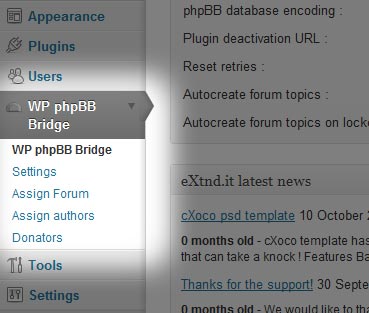 Appearance
Plugins
Users
WP phpBB
Bridge
WP phpBB Bridge
Settings
Assign Forum
Assign authors
Donators
Tools
Settings
phpBB database encoding :
Plugin deactivation URL :
Reset retries :
Autocreate forum topics :
Autocreate forum topics on lock
eXtnd.it latest news
cXoco psd template 10 October 2
0 months old - cXoco template has
that can take a knock ! Features Ba
Thanks for the support! 30 Sept
0 months old - We would like to th